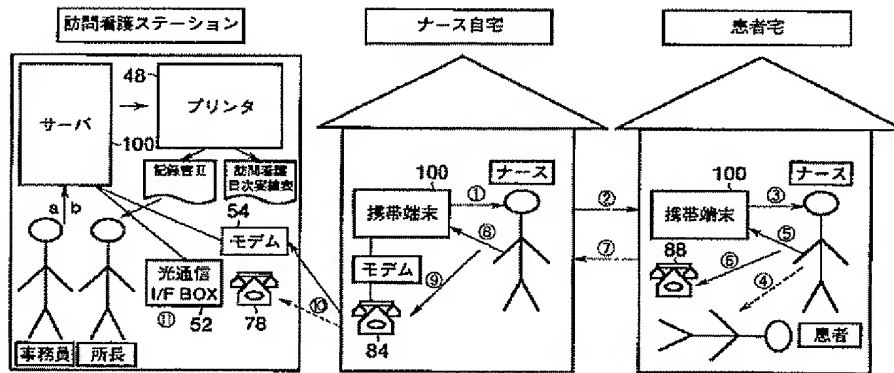 訪問看護ステーション
ナース自宅
患者宅
48
サーバ
プリンタ
100
記録書II
訪問看護
目次実績表
a
b
54
モデム
光通信
I/F BOX
⑪
52
78
事務員
所長
100
ナース
①
携帯端末
⑧
モデム
⑨
⑩
84
②
⑦
100
ナース
③
携帯端末
88
⑤
⑥
④
患者